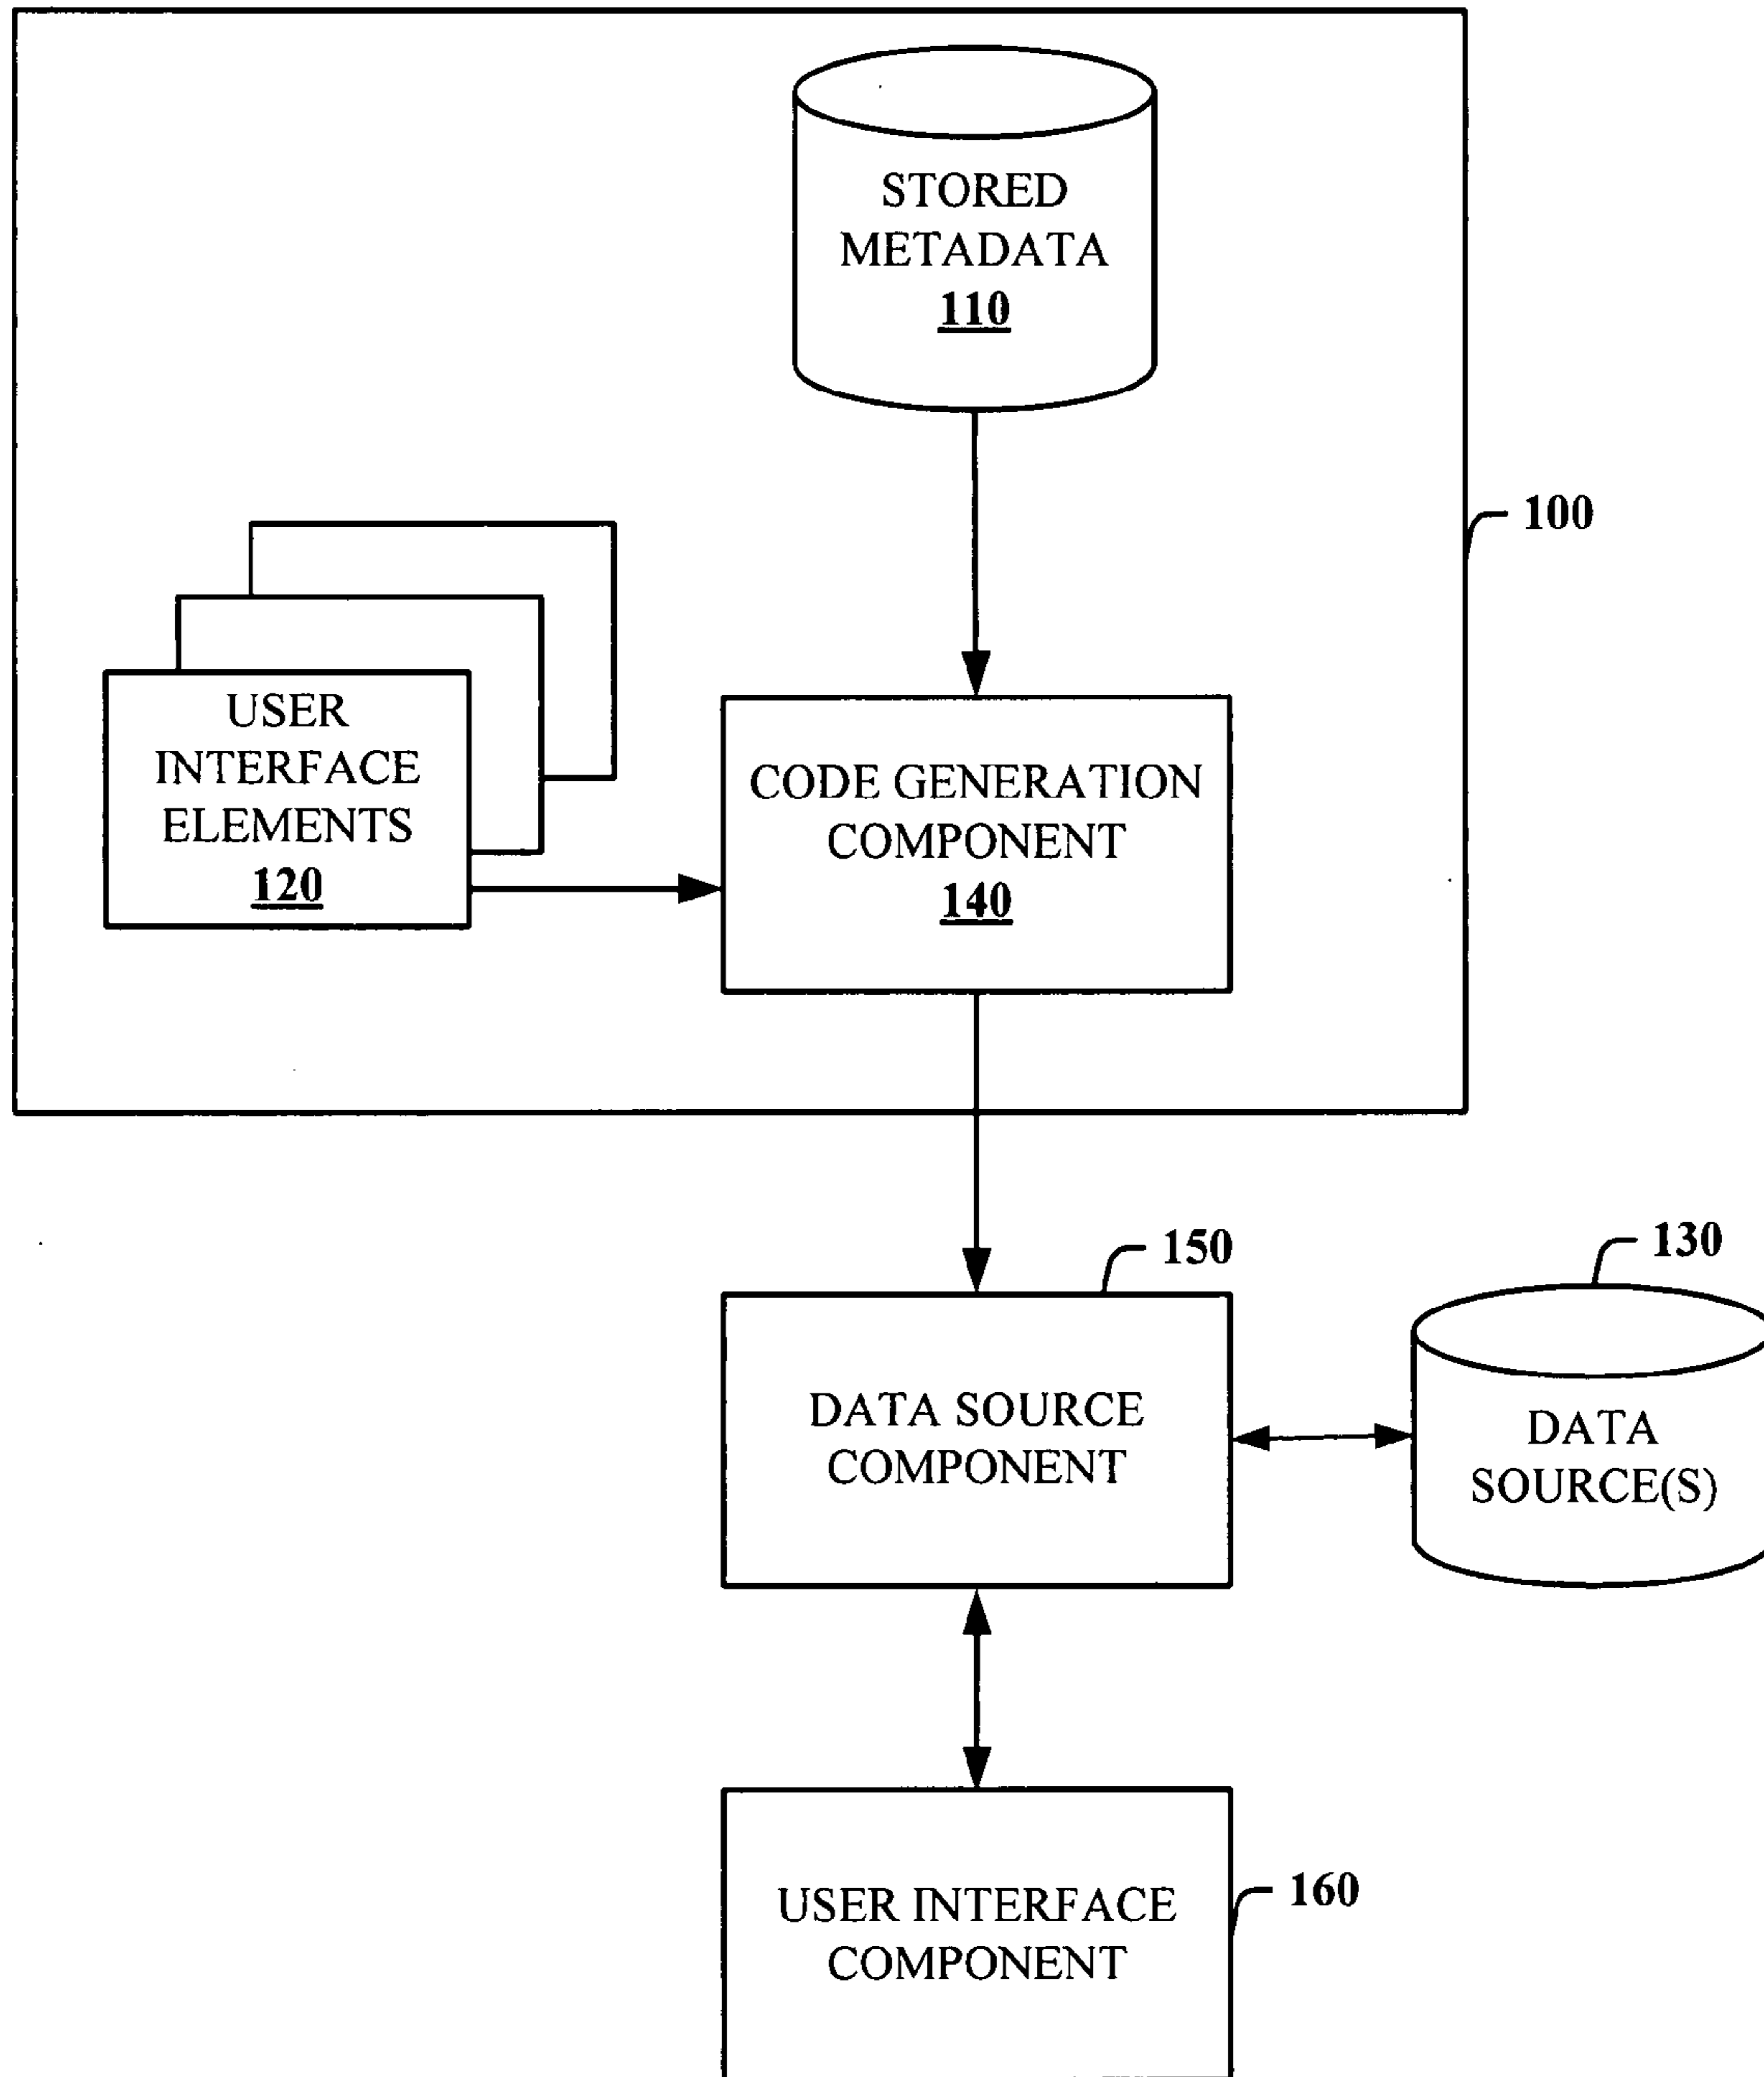 STORED
METADATA
110
100
USER
INTERFACE
ELEMENTS
120
CODE GENERATION
COMPONENT
140
150
130
DATA SOURCE
COMPONENT
DATA
SOURCE(S)
USER INTERFACE
COMPONENT
160